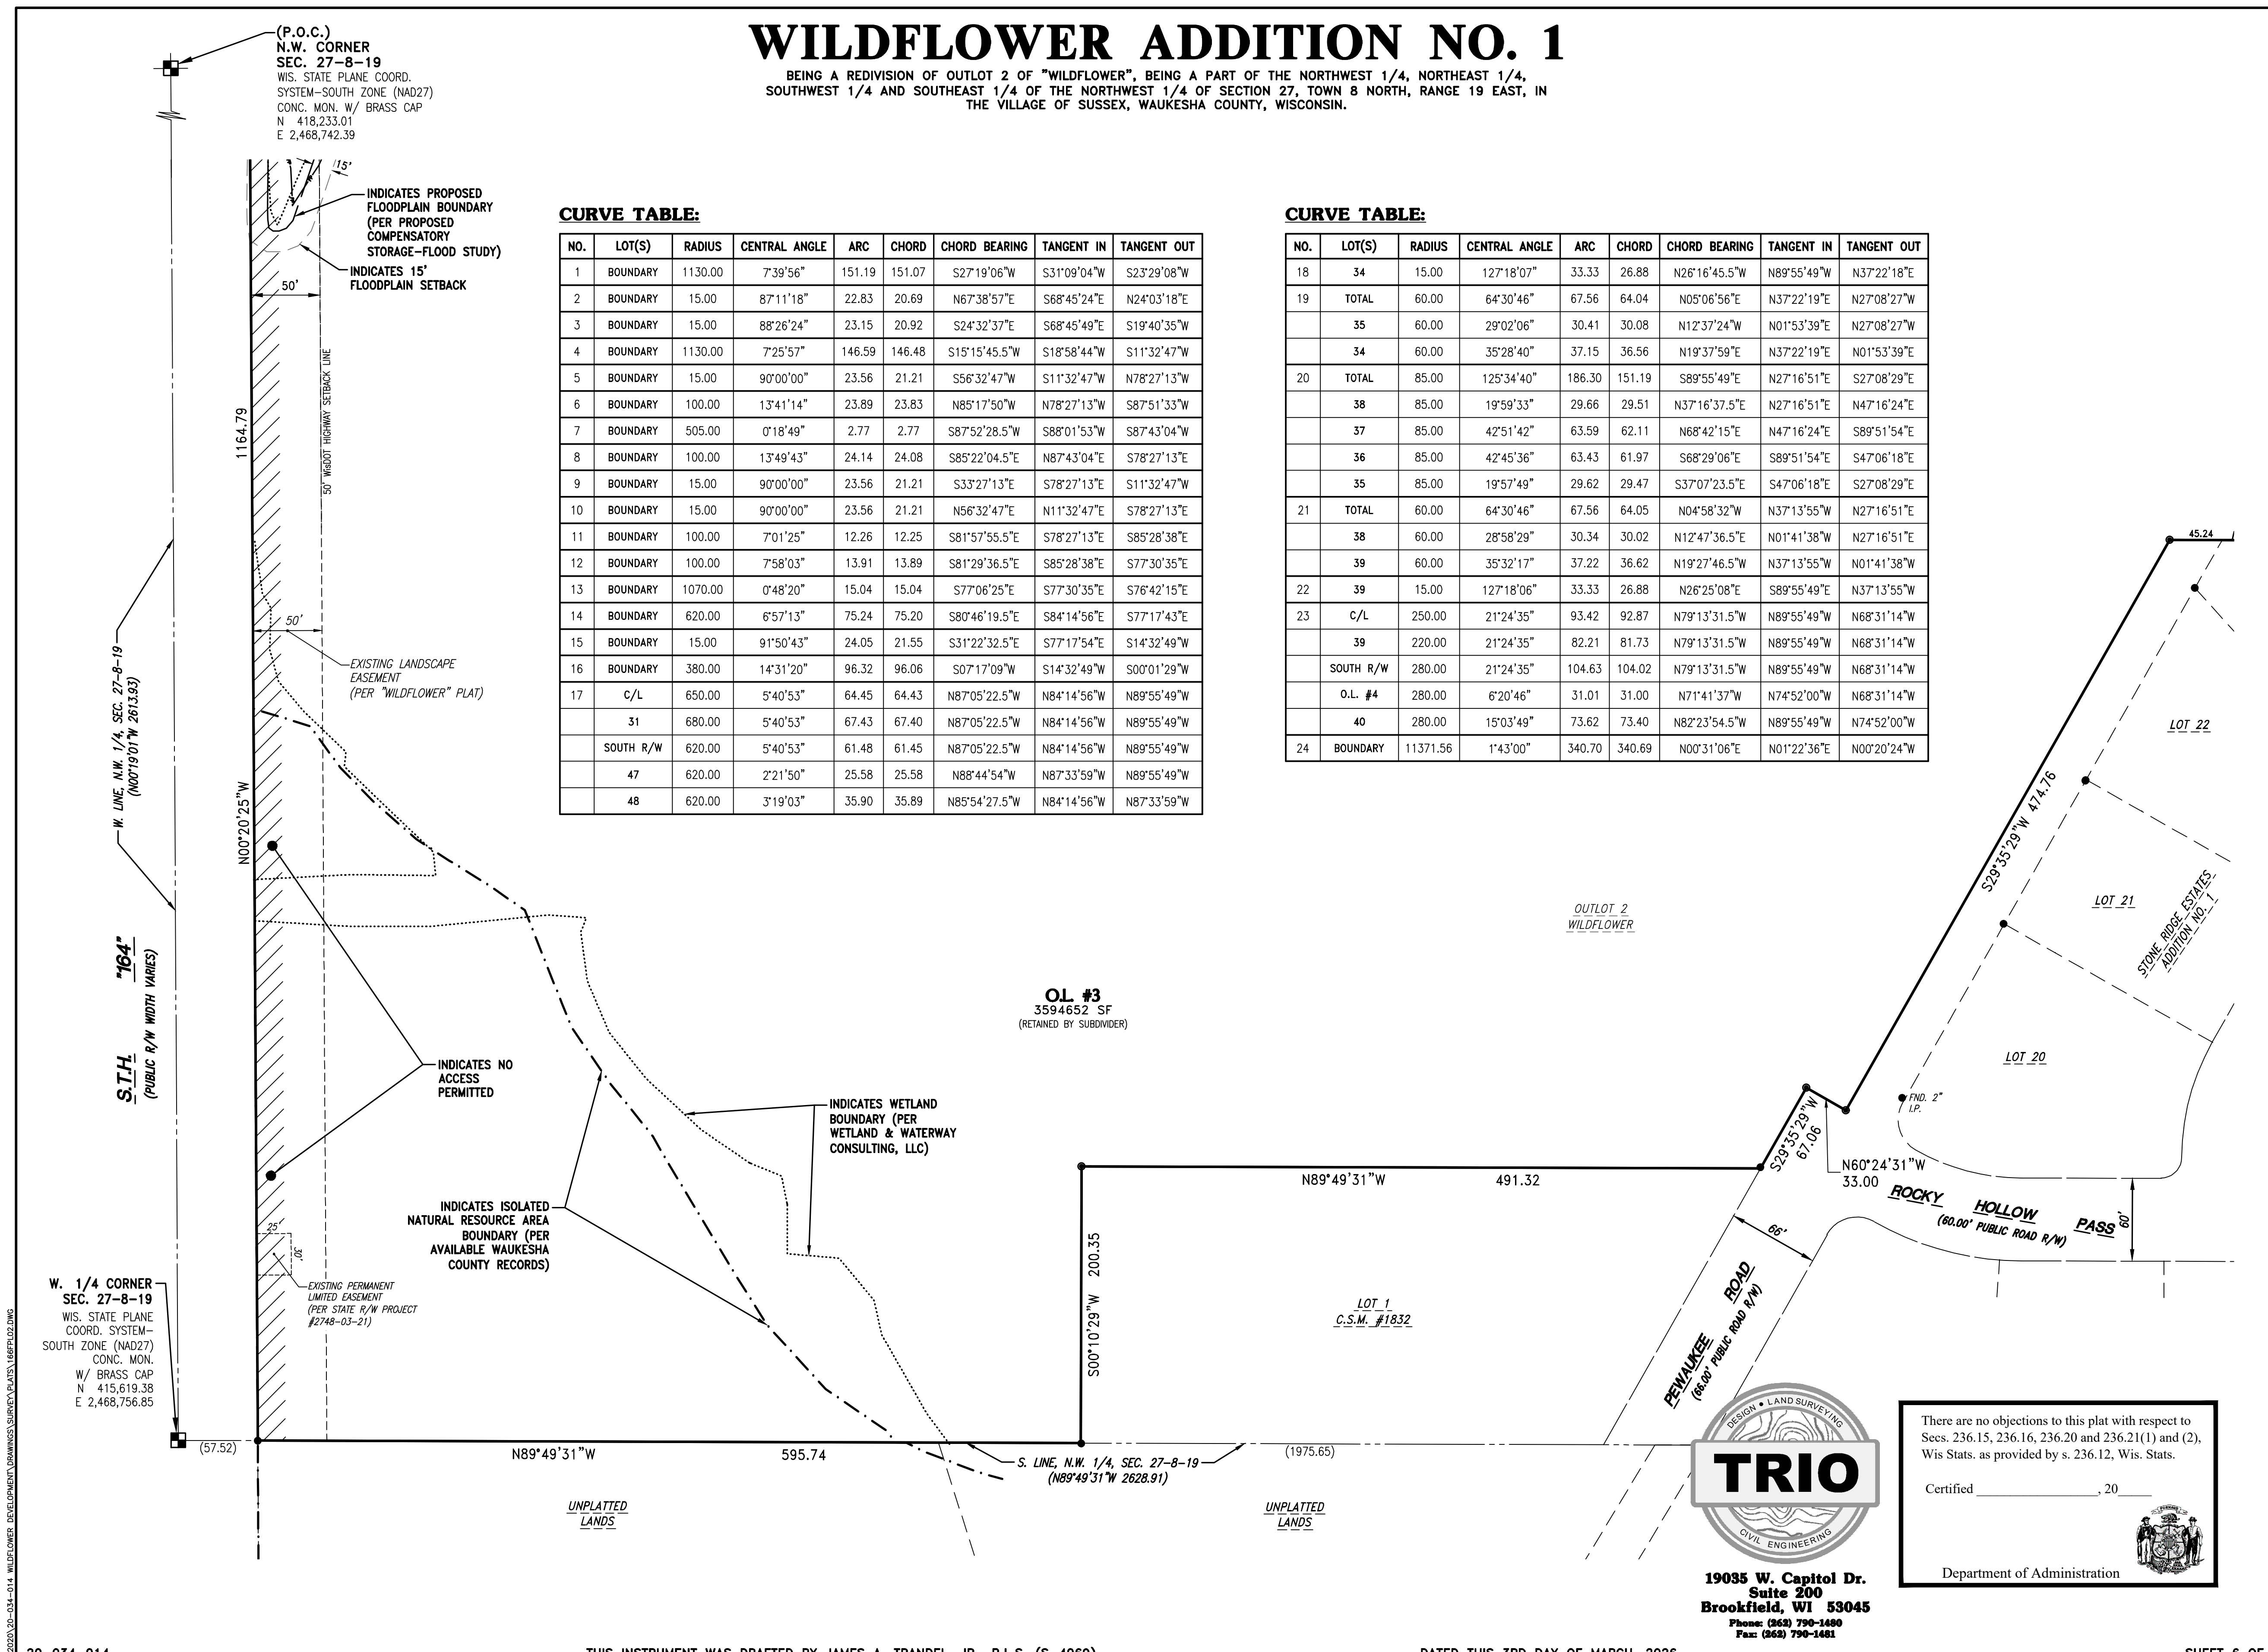 WILDFLOWER ADDITION NO. 1
BEING A REDIVISION OF OUTLOT 2 OF "WILDFLOWER", BEING A PART OF THE NORTHWEST 1/4, NORTHEAST 1/4,
SOUTHWEST 1/4 AND SOUTHEAST 1/4 OF THE NORTHWEST 1/4 OF SECTION 27, TOWN 8 NORTH, RANGE 19 EAST, IN
THE VILLAGE OF SUSSEX, WAUKESHA COUNTY, WISCONSIN.
(P.O.C.)
N.W. CORNER
SEC. 27-8-19
WIS. STATE PLANE COORD.
SYSTEM-SOUTH ZONE (NAD27)
CONC. MON. W/ BRASS CAP
N 418,233.01
E 2,468,742.39
15'
INDICATES PROPOSED
FLOODPLAIN BOUNDARY
(PER PROPOSED
COMPENSATORY
STORAGE-FLOOD STUDY)
INDICATES 15'
FLOODPLAIN SETBACK
50'
50' WisDOT HIGHWAY SETBACK LINE
1164.79
N00°20'25"W
50'
EXISTING LANDSCAPE
EASEMENT
(PER "WILDFLOWER" PLAT)
W. LINE, N.W. 1/4, SEC. 27-8-19
(N00°19'01"W 2613.93)
S.T.H. "164"
(PUBLIC R/W WIDTH VARIES)
CURVE TABLE:
NO. LOT(S) RADIUS CENTRAL ANGLE ARC CHORD CHORD BEARING TANGENT IN TANGENT OUT
1 BOUNDARY 1130.00 7°39'56" 151.19 151.07 S27°19'06"W S31°09'04"W S23°29'08"W
2 BOUNDARY 15.00 87°11'18" 22.83 20.69 N67°38'57"E S68°45'24"E N24°03'18"E
3 BOUNDARY 15.00 88°26'24" 23.15 20.92 S24°32'37"E S68°45'49"E S19°40'35"W
4 BOUNDARY 1130.00 7°25'57" 146.59 146.48 S15°15'45.5"W S18°58'44"W S11°32'47"W
5 BOUNDARY 15.00 90°00'00" 23.56 21.21 S56°32'47"W S11°32'47"W N78°27'13"W
6 BOUNDARY 100.00 13°41'14" 23.89 23.83 N85°17'50"W N78°27'13"W S87°51'33"W
7 BOUNDARY 505.00 0°18'49" 2.77 2.77 S87°52'28.5"W S88°01'53"W S87°43'04"W
8 BOUNDARY 100.00 13°49'43" 24.14 24.08 S85°22'04.5"E N87°43'04"E S78°27'13"E
9 BOUNDARY 15.00 90°00'00" 23.56 21.21 S33°27'13"E S78°27'13"E S11°32'47"W
10 BOUNDARY 15.00 90°00'00" 23.56 21.21 N56°32'47"E N11°32'47"E S78°27'13"E
11 BOUNDARY 100.00 7°01'25" 12.26 12.25 S81°57'55.5"E S78°27'13"E S85°28'38"E
12 BOUNDARY 100.00 7°58'03" 13.91 13.89 S81°29'36.5"E S85°28'38"E S77°30'35"E
13 BOUNDARY 1070.00 0°48'20" 15.04 15.04 S77°06'25"E S77°30'35"E S76°42'15"E
14 BOUNDARY 620.00 6°57'13" 75.24 75.20 S80°46'19.5"E S84°14'56"E S77°17'43"E
15 BOUNDARY 15.00 91°50'43" 24.05 21.55 S31°22'32.5"E S77°17'54"E S14°32'49"W
16 BOUNDARY 380.00 14°31'20" 96.32 96.06 S07°17'09"W S14°32'49"W S00°01'29"W
17 C/L 650.00 5°40'53" 64.45 64.43 N87°05'22.5"W N84°14'56"W N89°55'49"W
31 680.00 5°40'53" 67.43 67.40 N87°05'22.5"W N84°14'56"W N89°55'49"W
SOUTH R/W 620.00 5°40'53" 61.48 61.45 N87°05'22.5"W N84°14'56"W N89°55'49"W
47 620.00 2°21'50" 25.58 25.58 N88°44'54"W N87°33'59"W N89°55'49"W
48 620.00 3°19'03" 35.90 35.89 N85°54'27.5"W N84°14'56"W N87°33'59"W
CURVE TABLE:
NO. LOT(S) RADIUS CENTRAL ANGLE ARC CHORD CHORD BEARING TANGENT IN TANGENT OUT
18 34 15.00 127°18'07" 33.33 26.88 N26°16'45.5"W N89°55'49"W N37°22'18"E
19 TOTAL 60.00 64°30'46" 67.56 64.04 N05°06'56"E N37°22'19"E N27°08'27"W
35 60.00 29°02'06" 30.41 30.08 N12°37'24"W N01°53'39"E N27°08'27"W
34 60.00 35°28'40" 37.15 36.56 N19°37'59"E N37°22'19"E N01°53'39"E
20 TOTAL 85.00 125°34'40" 186.30 151.19 S89°55'49"E N27°16'51"E S27°08'29"E
38 85.00 19°59'33" 29.66 29.51 N37°16'37.5"E N27°16'51"E N47°16'24"E
37 85.00 42°51'42" 63.59 62.11 N68°42'15"E N47°16'24"E S89°51'54"E
36 85.00 42°45'36" 63.43 61.97 S68°29'06"E S89°51'54"E S47°06'18"E
35 85.00 19°57'49" 29.62 29.47 S37°07'23.5"E S47°06'18"E S27°08'29"E
21 TOTAL 60.00 64°30'46" 67.56 64.05 N04°58'32"W N37°13'55"W N27°16'51"E
38 60.00 28°58'29" 30.34 30.02 N12°47'36.5"E N01°41'38"W N27°16'51"E
39 60.00 35°32'17" 37.22 36.62 N19°27'46.5"W N37°13'55"W N01°41'38"W
22 39 15.00 127°18'06" 33.33 26.88 N26°25'08"E S89°55'49"E N37°13'55"W
23 C/L 250.00 21°24'35" 93.42 92.87 N79°13'31.5"W N89°55'49"W N68°31'14"W
39 220.00 21°24'35" 82.21 81.73 N79°13'31.5"W N89°55'49"W N68°31'14"W
SOUTH R/W 280.00 21°24'35" 104.63 104.02 N79°13'31.5"W N89°55'49"W N68°31'14"W
O.L. #4 280.00 6°20'46" 31.01 31.00 N71°41'37"W N74°52'00"W N68°31'14"W
40 280.00 15°03'49" 73.62 73.40 N82°23'54.5"W N89°55'49"W N74°52'00"W
24 BOUNDARY 11371.56 1°43'00" 340.70 340.69 N00°31'06"E N01°22'36"E N00°20'24"W
45.24
S29°35'29"W 474.76
LOT 22
LOT 21
STONE RIDGE ESTATES
ADDITION NO. 1
LOT 20
OUTLOT 2
WILDFLOWER
O.L. #3
3594652 SF
(RETAINED BY SUBDIVIDER)
INDICATES NO
ACCESS
PERMITTED
INDICATES WETLAND
BOUNDARY (PER
WETLAND & WATERWAY
CONSULTING, LLC)
INDICATES ISOLATED
NATURAL RESOURCE AREA
BOUNDARY (PER
AVAILABLE WAUKESHA
COUNTY RECORDS)
FND. 2"
I.P.
S29°35'29"W
67.06
N60°24'31"W
33.00
N89°49'31"W 491.32
ROCKY HOLLOW PASS
(60.00' PUBLIC ROAD R/W)
60'
66'
PEWAUKEE ROAD
(66.00' PUBLIC ROAD R/W)
S00°10'29"W 200.35
LOT 1
C.S.M. #1832
25'
30'
EXISTING PERMANENT
LIMITED EASEMENT
(PER STATE R/W PROJECT
#2748-03-21)
W. 1/4 CORNER
SEC. 27-8-19
WIS. STATE PLANE
COORD. SYSTEM-
SOUTH ZONE (NAD27)
CONC. MON.
W/ BRASS CAP
N 415,619.38
E 2,468,756.85
(57.52)
N89°49'31"W 595.74
S. LINE, N.W. 1/4, SEC. 27-8-19
(N89°49'31"W 2628.91)
(1975.65)
UNPLATTED
LANDS
UNPLATTED
LANDS
DESIGN • LAND SURVEYING
TRIO
CIVIL ENGINEERING
19035 W. Capitol Dr.
Suite 200
Brookfield, WI 53045
Phone: (262) 790-1480
Fax: (262) 790-1481
There are no objections to this plat with respect to
Secs. 236.15, 236.16, 236.20 and 236.21(1) and (2),
Wis Stats. as provided by s. 236.12, Wis. Stats.
Certified __________________, 20_____
Department of Administration
2020\20-034-014 WILDFLOWER DEVELOPMENT\DRAWINGS\SURVEY\PLATS\166FPL02.DWG
THIS INSTRUMENT WAS DRAFTED BY JAMES A.
DATED THIS 3RD DAY OF MARCH, 2026
SHEET 6 OF